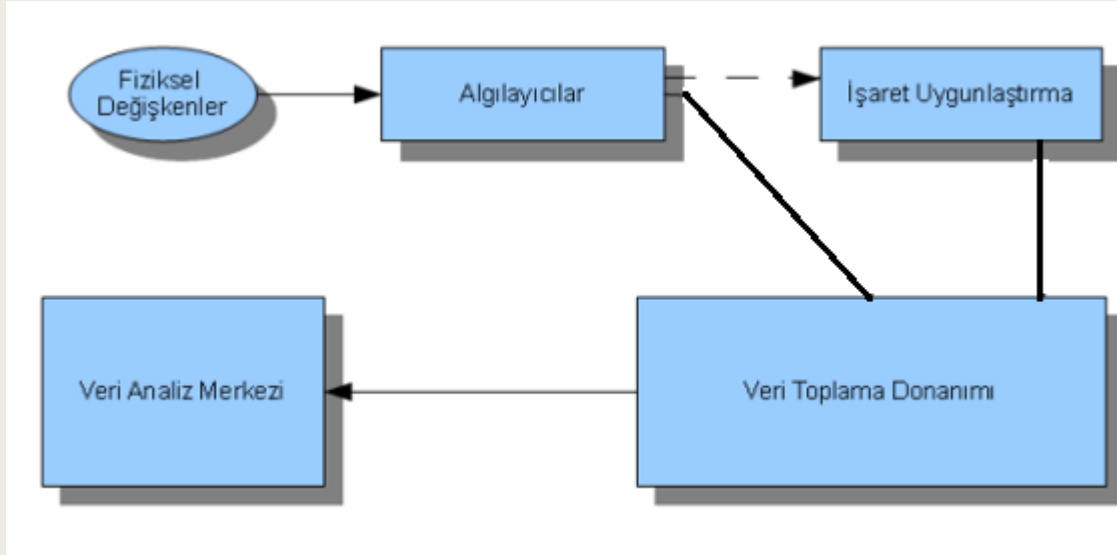 Fiziksel
Değişkenler
Algılayıcılar
İşaret Uygunlaştırma
Veri Analiz Merkezi
Veri Toplama Donanımı